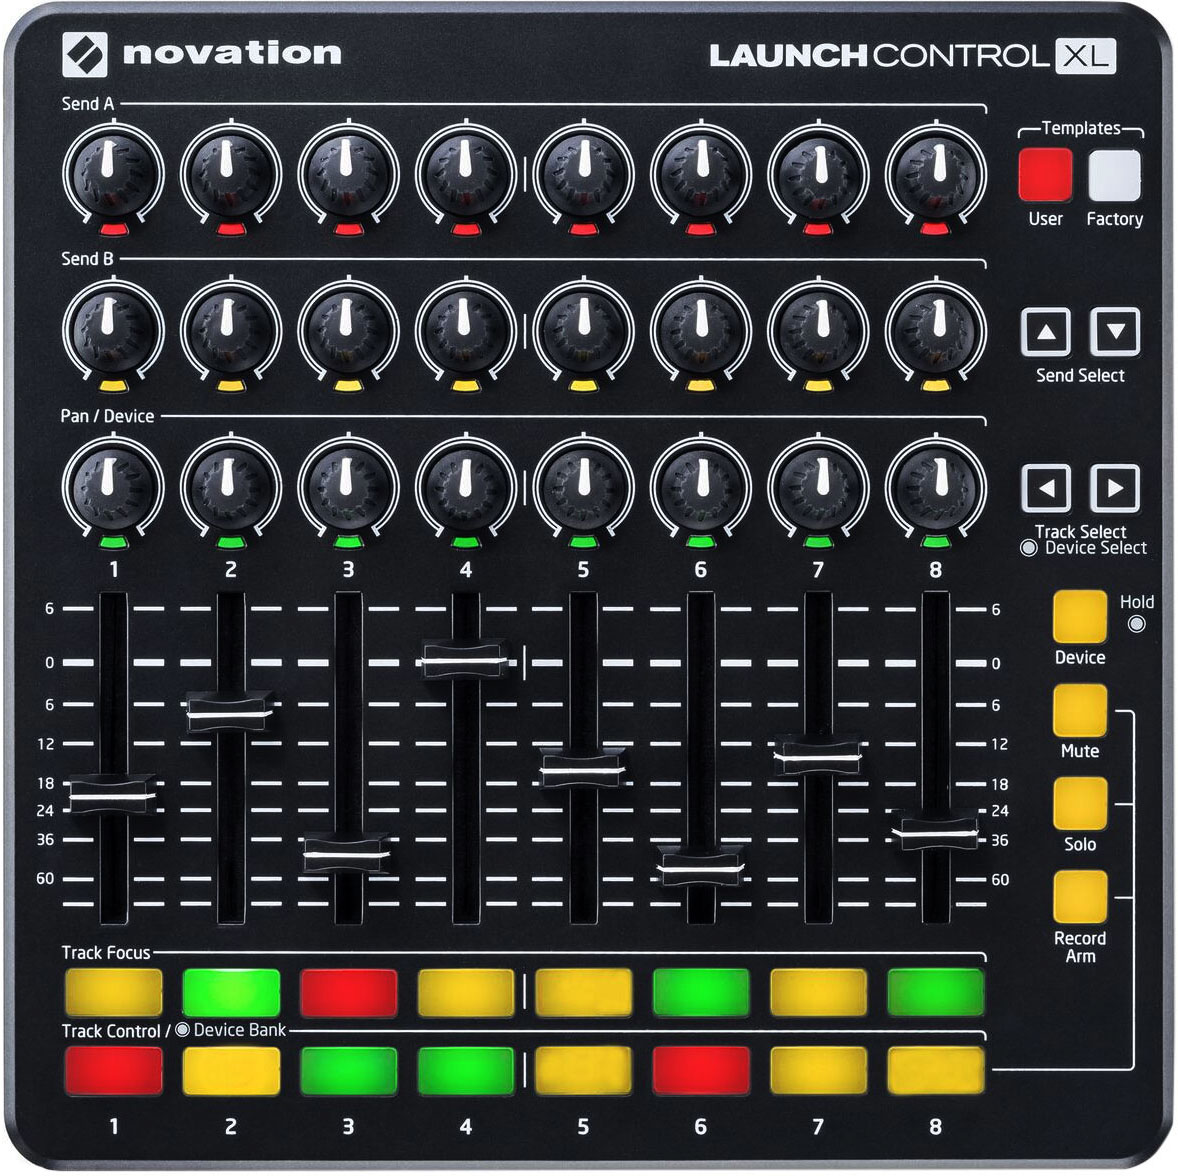 novation
LAUNCHCONTROL XL
Send A
Templates
User Factory
Send B
Send Select
Pan / Device
Track Select
Device Select
1 2 3 4 5 6 7 8
6 6
0 0
6 6
12 12
18 18
24 24
36 36
60 60
Hold
Device
Mute
Solo
Record
Arm
Track Focus
Track Control / Device Bank
1 2 3 4 5 6 7 8